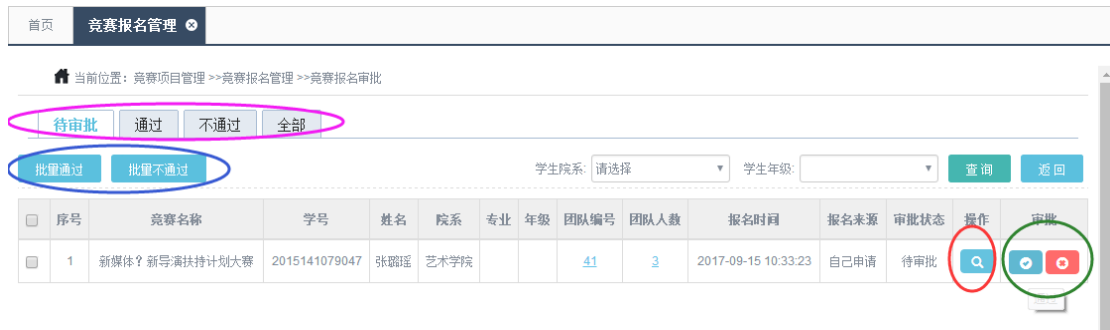 首页 竞赛报名管理
当前位置：竞赛项目管理 >>竞赛报名管理 >>竞赛报名审批
待审批 通过 不通过 全部
批量通过 批量不通过 学生院系: 请选择 学生年级: 查询 返回
序号 竞赛名称 学号 姓名 院系 专业 年级 团队编号 团队人数 报名时间 报名来源 审批状态 操作 审批
1 新媒体？新导演扶持计划大赛 2015141079047 张璐瑶 艺术学院 41 3 2017-09-15 10:33:23 自己申请 待审批